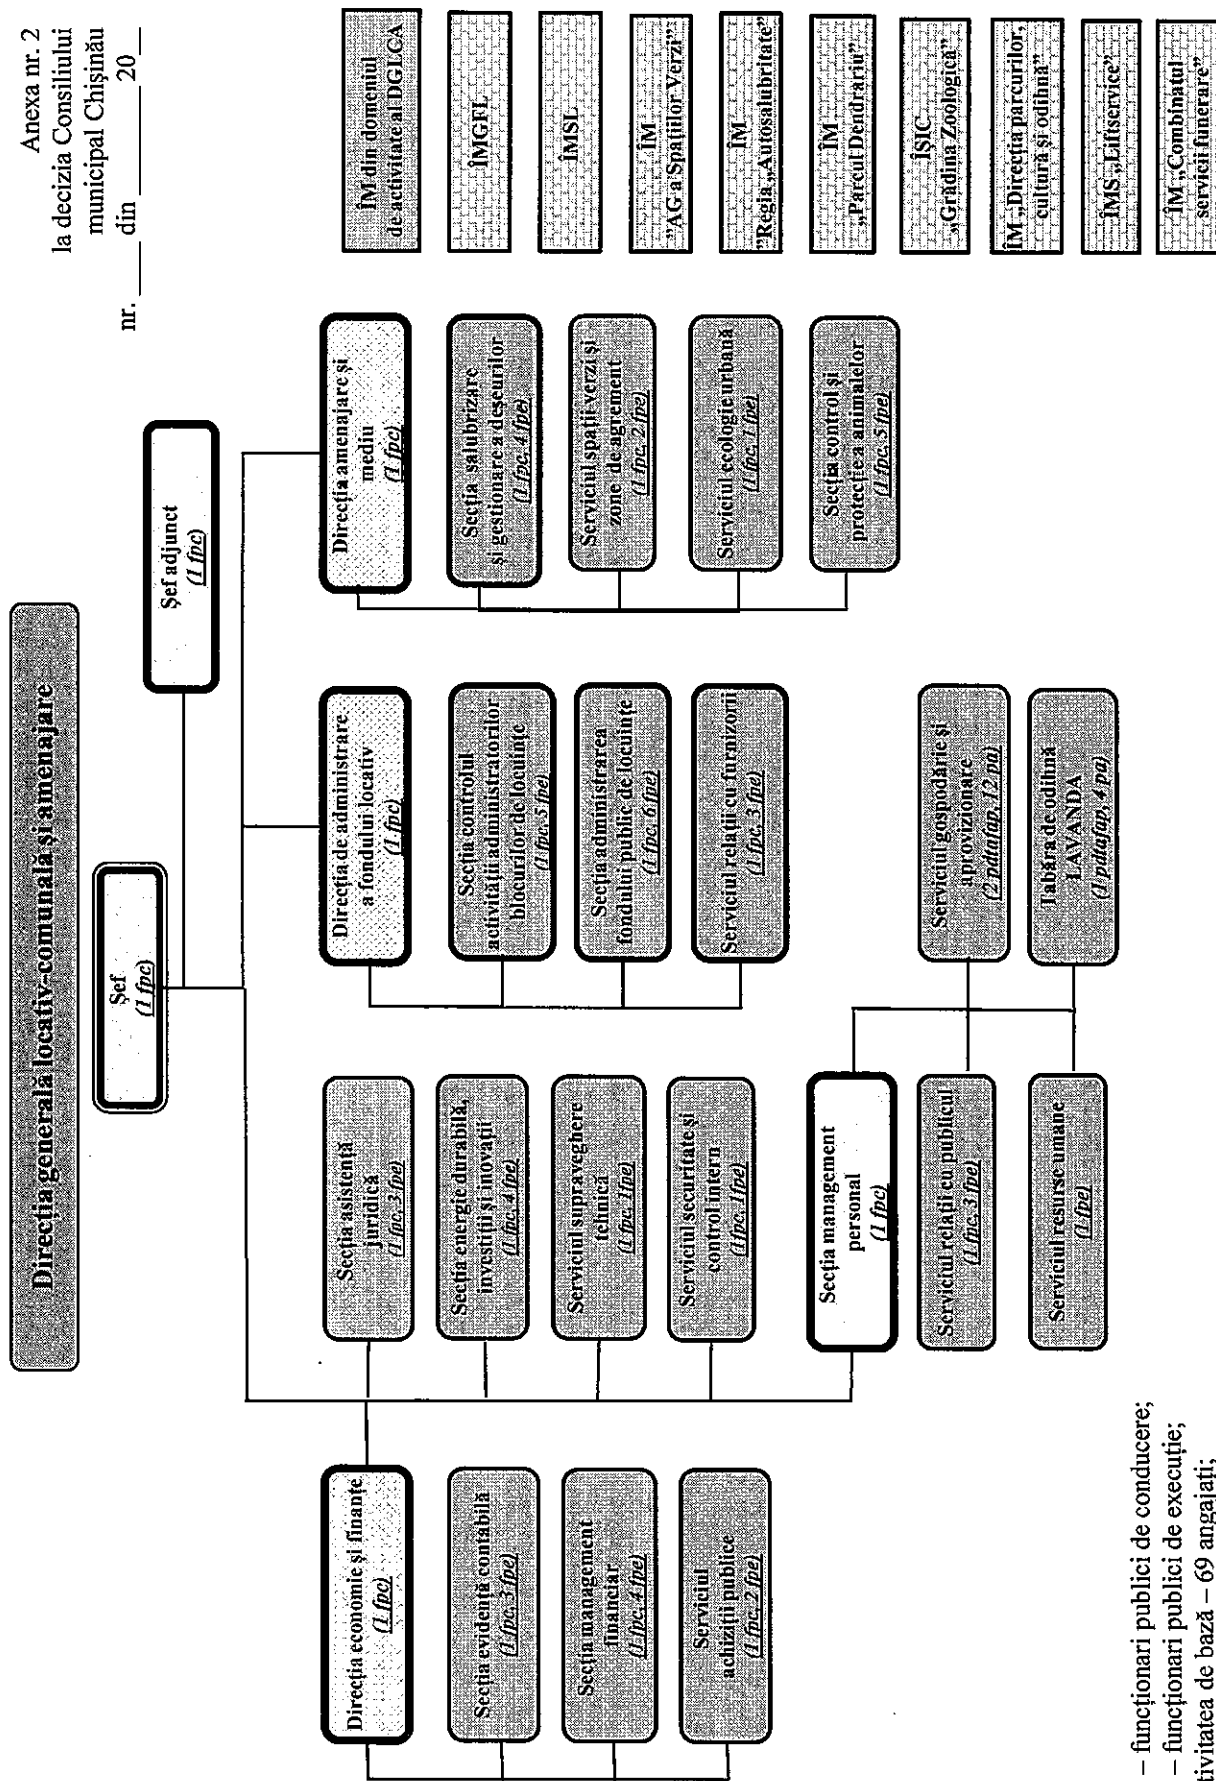 Anexa nr. 2
la decizia Consiliului
municipal Chișinău
nr. ______ din ________ 20__
Direcția generală locativ-comunală și amenajare
Șef
(1 fpc)
Șef adjunct
(1 fpc)
Direcția economie și finanțe
(1 fpc)
Secția evidență contabilă
(1 fpc, 3 fpe)
Secția management
financiar
(1 fpc, 4 fpe)
Serviciul
achiziții publice
(1 fpc, 2 fpe)
Secția asistență
juridică
(1 fpc, 3 fpe)
Secția energie durabilă,
investiții și inovații
(1 fpc, 4 fpe)
Serviciul supraveghere
tehnică
(1 fpc, 1 fpe)
Serviciul securitate și
control intern
(1 fpc, 1 fpe)
Secția management
personal
(1 fpc)
Serviciul relații cu publicul
(1 fpc, 3 fpe)
Serviciul resurse umane
(1 fpe)
Serviciul gospodărie și
aprovizionare
(2 pdtafap, 12 pa)
Tabăra de odihnă
LAVANDA
(1 pdtafap, 4 pa)
Direcția de administrare
a fondului locativ
(1 fpc)
Secția controlul
activității administratorilor
blocurilor de locuințe
(1 fpc, 5 fpe)
Secția administrarea
fondului public de locuințe
(1 fpc, 6 fpe)
Serviciul relații cu furnizorii
(1 fpc, 3 fpe)
Direcția amenajare și
mediu
(1 fpc)
Secția salubrizare
și gestionare a deșeurilor
(1 fpc, 4 fpe)
Serviciul spații verzi și
zone de agrement
(1 fpc, 2 fpe)
Serviciul ecologie urbană
(1 fpc, 1 fpe)
Secția control și
protecție a animalelor
(1 fpc, 5 fpe)
ÎM din domeniul
de activitate al DGLCA
ÎMGFL
ÎMSL
ÎM
"AG a Spațiilor Verzi"
ÎM
"Regia „Autosalubritate"
ÎM
„Parcul Dendrariu"
ÎSIC
„Grădina Zoologică"
ÎM „Direcția parcurilor,
cultură și odihnă"
ÎMS „Liftservice"
ÎM „Combinatul
servicii funerare"
– funcționari publici de conducere;
– funcționari publici de execuție;
tivitatea de bază – 69 angajați;